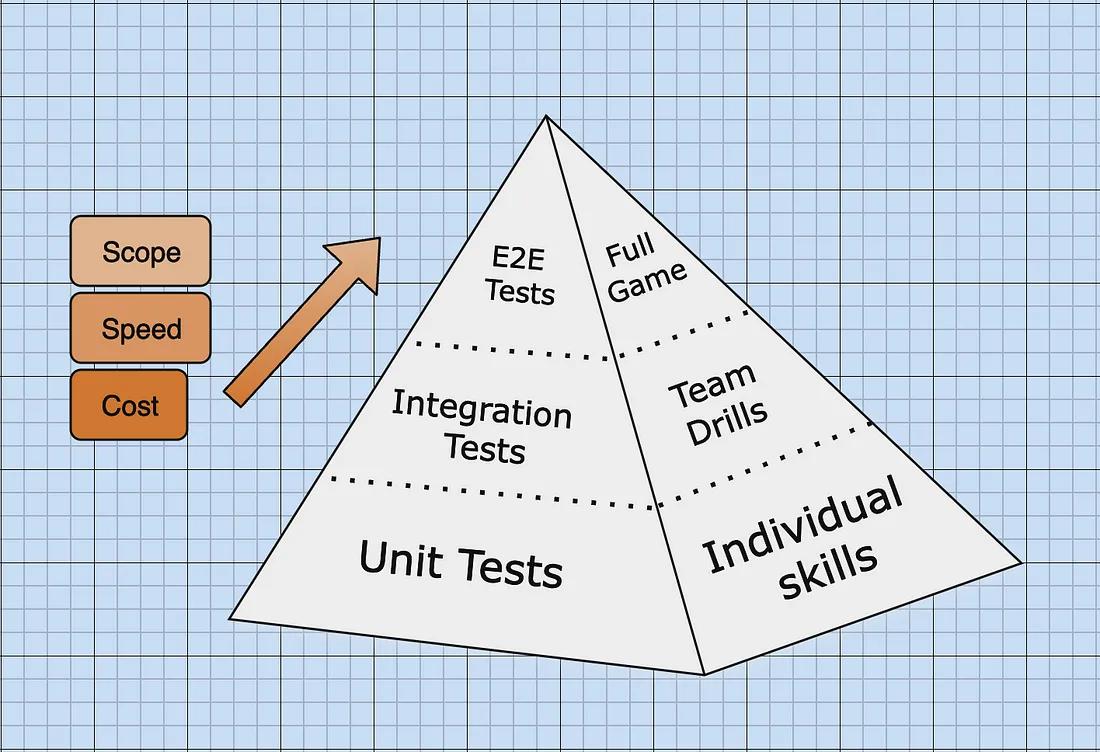 Scope
Speed
Cost
E2E
Tests
Full
Game
Integration
Tests
Team
Drills
Unit Tests
Individual
skills